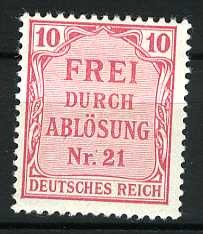 10 10
FREI
DURCH
ABLÖSUNG
Nr. 21
DEUTSCHES REICH